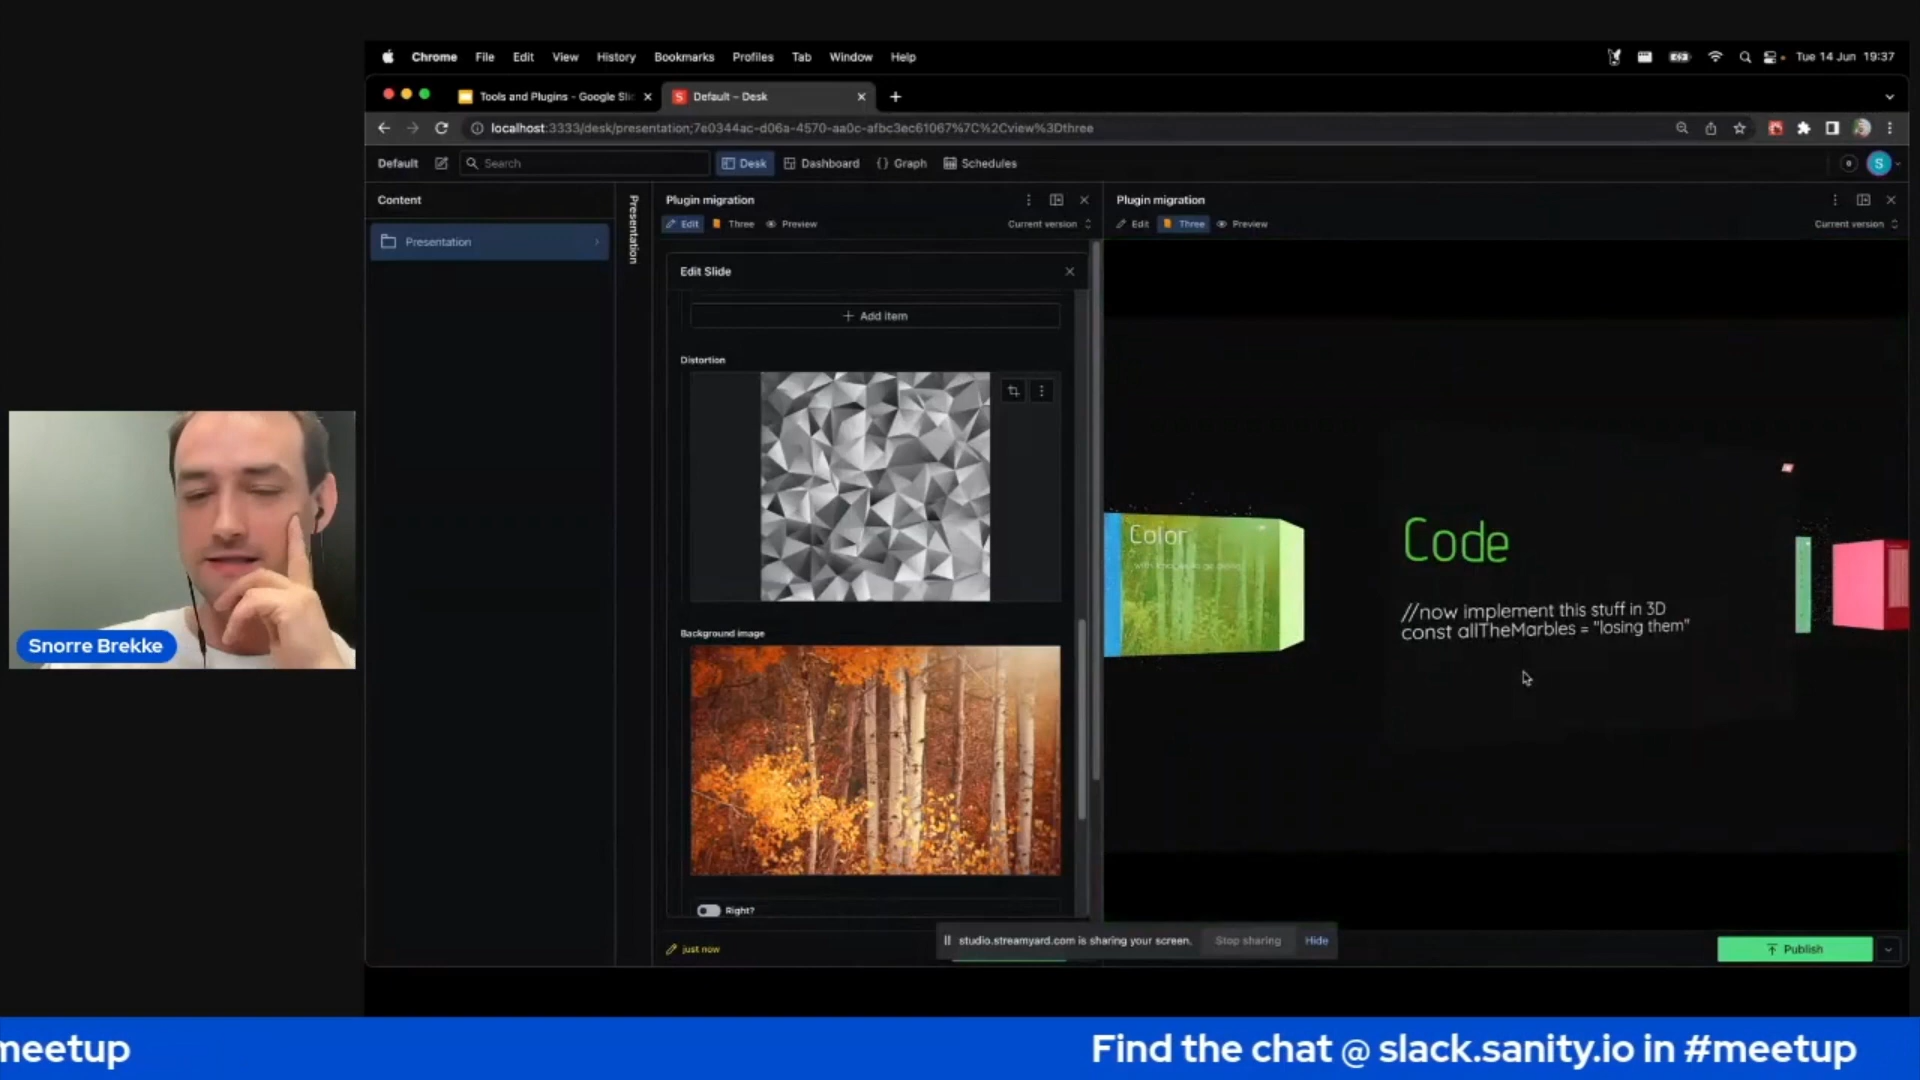 Chrome File Edit View History Bookmarks Profiles Tab Window Help
Tue 14 Jun 19:37
Tools and Plugins - Google Sli
Default – Desk
localhost:3333/desk/presentation;7e0344ac-d06a-4570-aa0c-afbc3ec61067%7C%2Cview%3Dthree
Default
Search
Desk
Dashboard
Graph
Schedules
0
S
Content
Presentation
Presentation
Plugin migration
Edit Three Preview
Current version
Edit Slide
Add item
Distortion
Background image
Right?
just now
Plugin migration
Edit Three Preview
Current version
Color
Code
//now implement this stuff in 3D
const allTheMarbles = "losing them"
studio.streamyard.com is sharing your screen.
Stop sharing
Hide
Publish
Snorre Brekke
meetup
Find the chat @ slack.sanity.io in #meetup